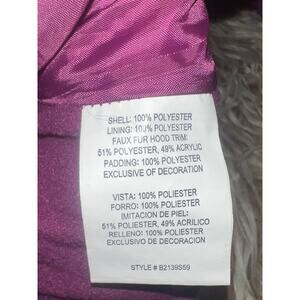 SHELL: 100% POLYESTER
LINING: 100% POLYESTER
FAUX FUR HOOD TRIM:
51% POLYESTER, 49% ACRYLIC
PADDING: 100% POLYESTER
EXCLUSIVE OF DECORATION
VISTA: 100% POLIESTER
FORRO: 100% POLIESTER
IMITACION DE PIEL:
51% POLIESTER, 49% ACRILICO
RELLENO: 100% POLIESTER
EXCLUSIVO DE DECORACION
STYLE # B2139S59